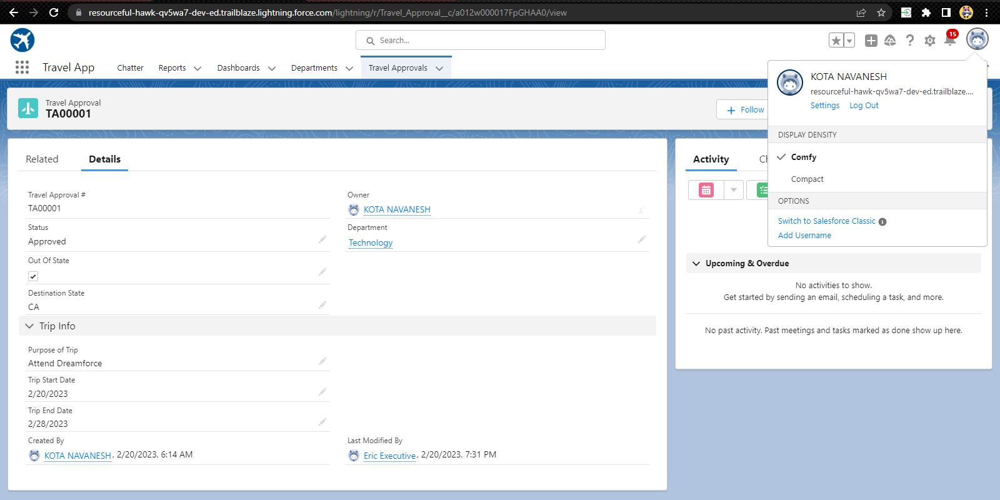 resourceful-hawk-qv5wa7-dev-ed.trailblaze.lightning.force.com/lightning/r/Travel_Approval__c/a012w000017FpGHAA0/view
Search...
15
Travel App
Chatter
Reports
Dashboards
Departments
Travel Approvals
KOTA NAVANESH
resourceful-hawk-qv5wa7-dev-ed.trailblaze....
Settings
Log Out
DISPLAY DENSITY
Comfy
Compact
OPTIONS
Switch to Salesforce Classic
Add Username
Travel Approval
TA00001
Follow
Related
Details
Travel Approval #
TA00001
Owner
KOTA NAVANESH
Status
Approved
Department
Technology
Out Of State
Destination State
CA
Trip Info
Purpose of Trip
Attend Dreamforce
Trip Start Date
2/20/2023
Trip End Date
2/28/2023
Created By
KOTA NAVANESH, 2/20/2023, 6:14 AM
Last Modified By
Eric Executive, 2/20/2023, 7:31 PM
Activity
Upcoming & Overdue
No activities to show.
Get started by sending an email, scheduling a task, and more.
No past activity. Past meetings and tasks marked as done show up here.